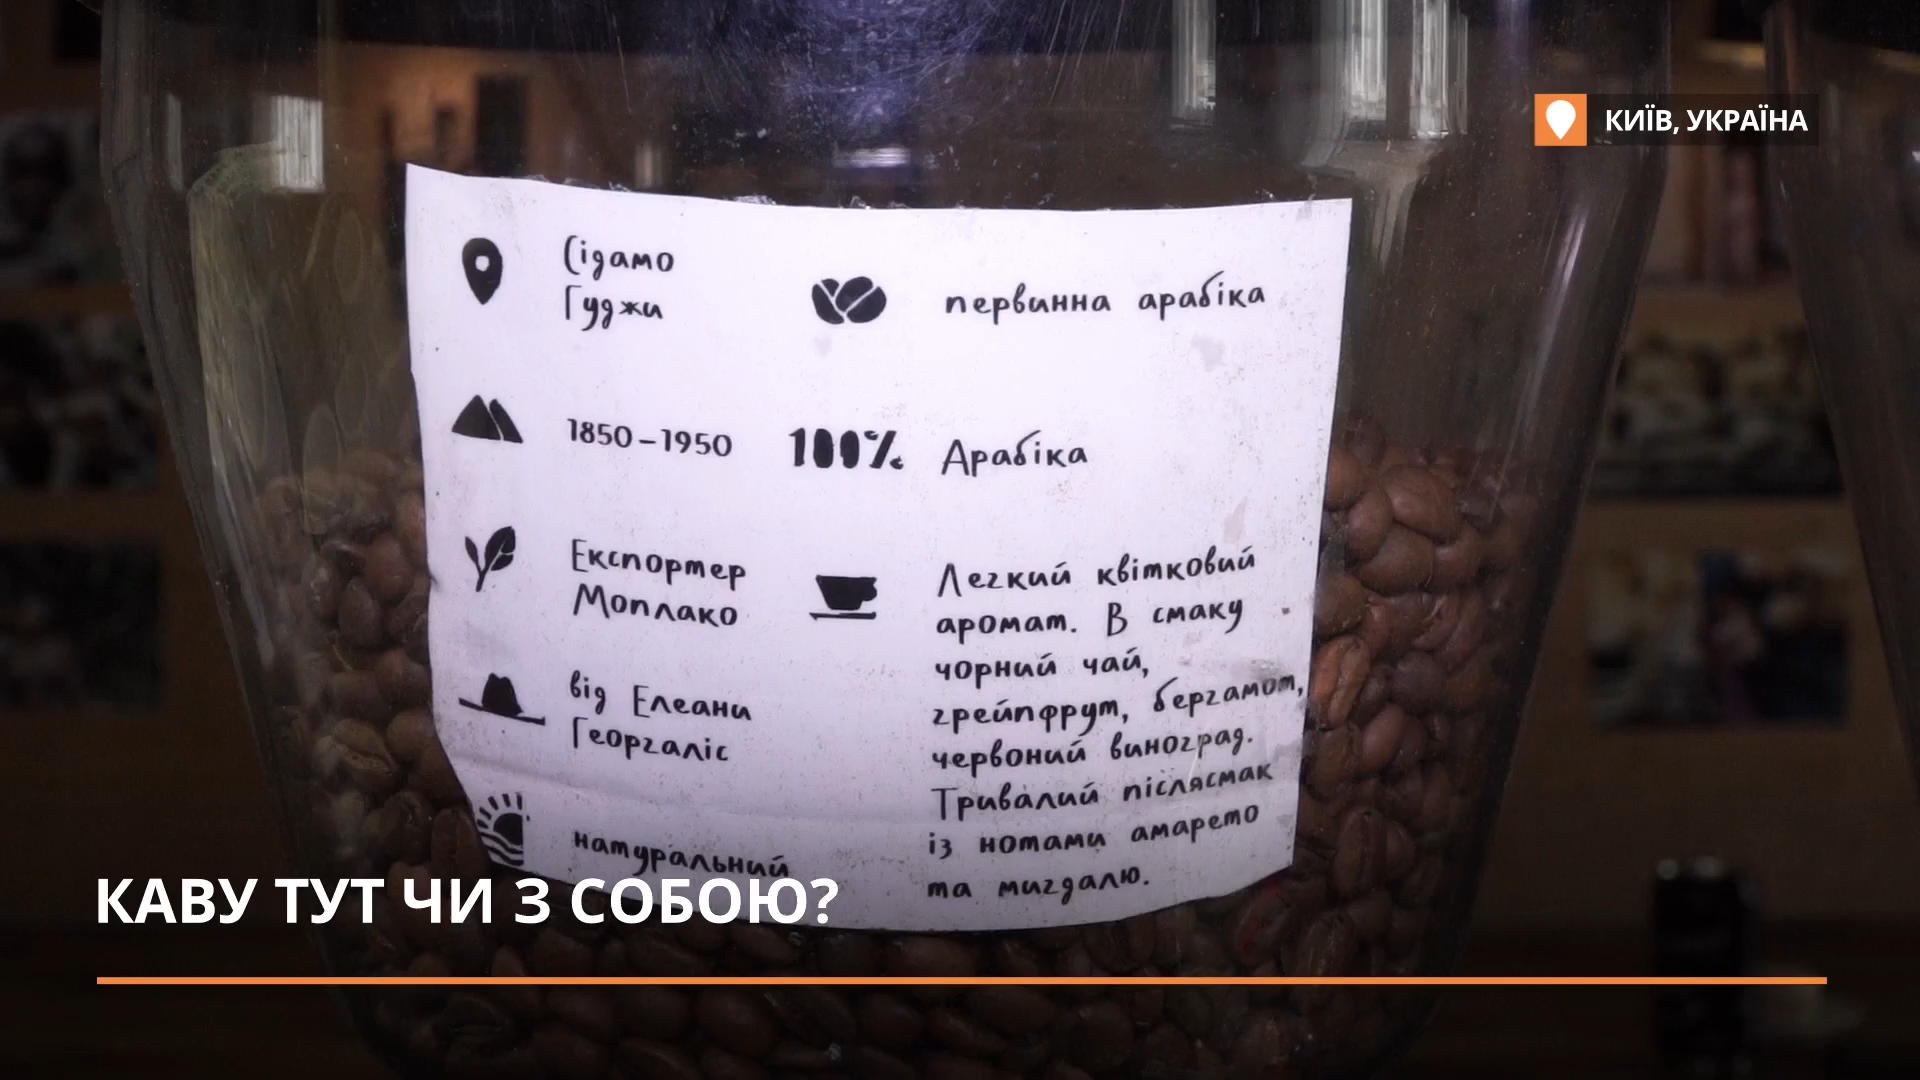 КИЇВ, УКРАЇНА
Сідамо
Гуджи
первинна арабіка
1850-1950
100% Арабіка
Експортер
Моплако
від Елеани
Георгаліс
натуральний
Легкий квітковий
аромат. В смаку
чорний чай,
грейпфрут, бергамот,
червоний виноград.
Тривалий післясмак
із нотами амарето
та мигдалю.
КАВУ ТУТ ЧИ З СОБОЮ?